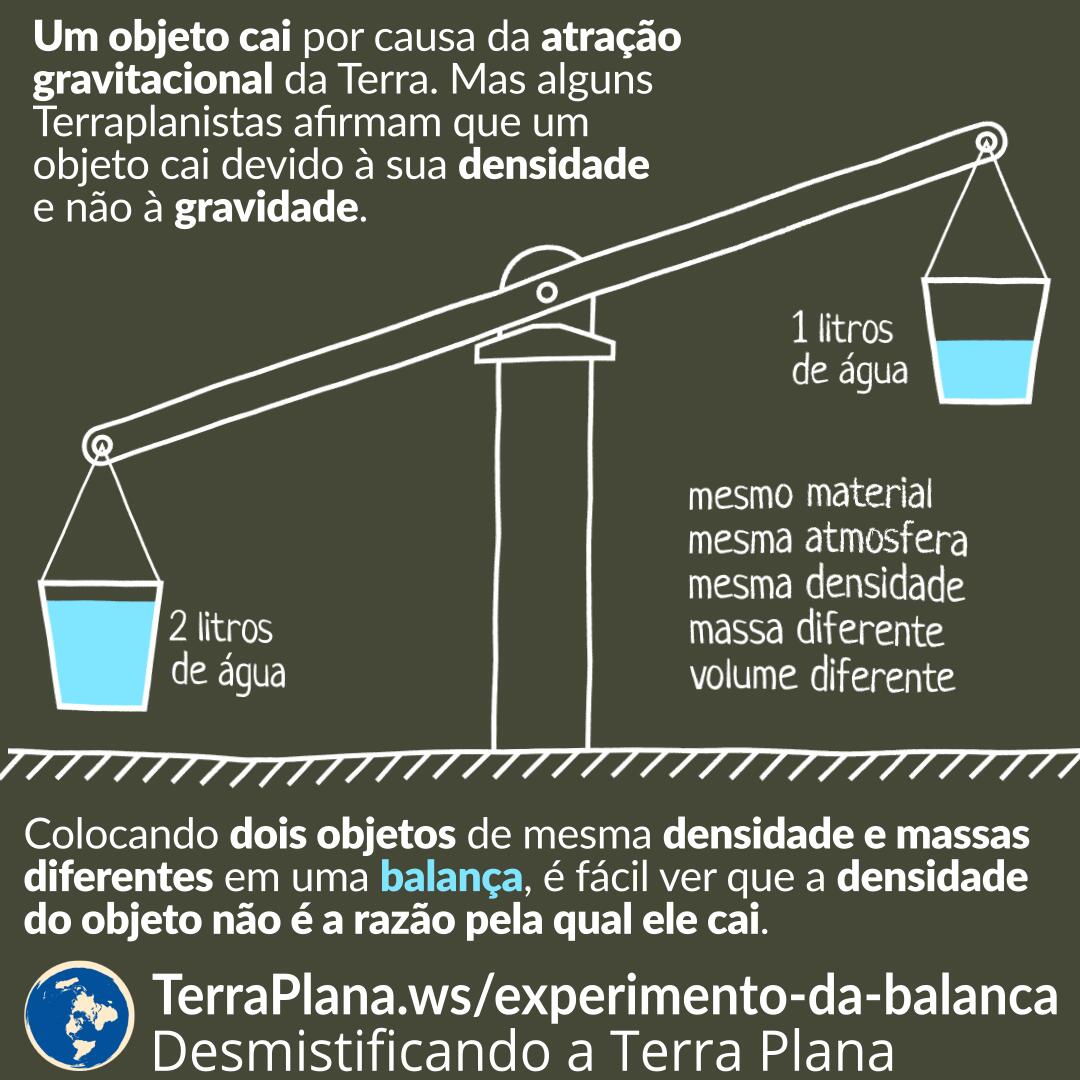 Um objeto cai por causa da atração
gravitacional da Terra. Mas alguns
Terraplanistas afirmam que um
objeto cai devido à sua densidade
e não à gravidade.
1 litros
de água
mesmo material
mesma atmosfera
mesma densidade
massa diferente
volume diferente
2 litros
de água
Colocando dois objetos de mesma densidade e massas
diferentes em uma balança, é fácil ver que a densidade
do objeto não é a razão pela qual ele cai.
TerraPlana.ws/experimento-da-balanca
Desmistificando a Terra Plana